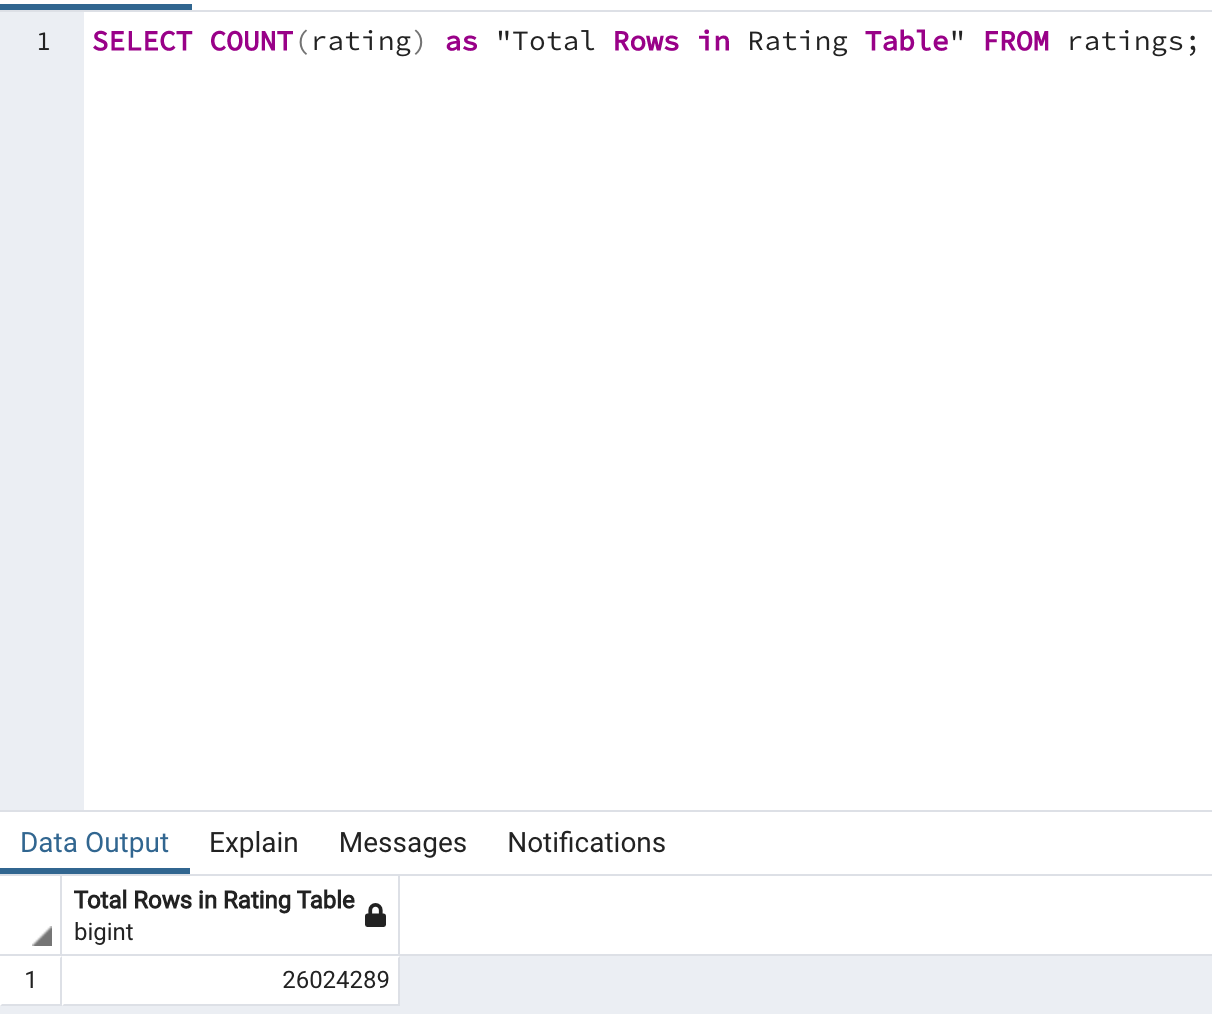 1 SELECT COUNT(rating) as "Total Rows in Rating Table" FROM ratings;
Data Output Explain Messages Notifications
Total Rows in Rating Table
bigint
1 26024289